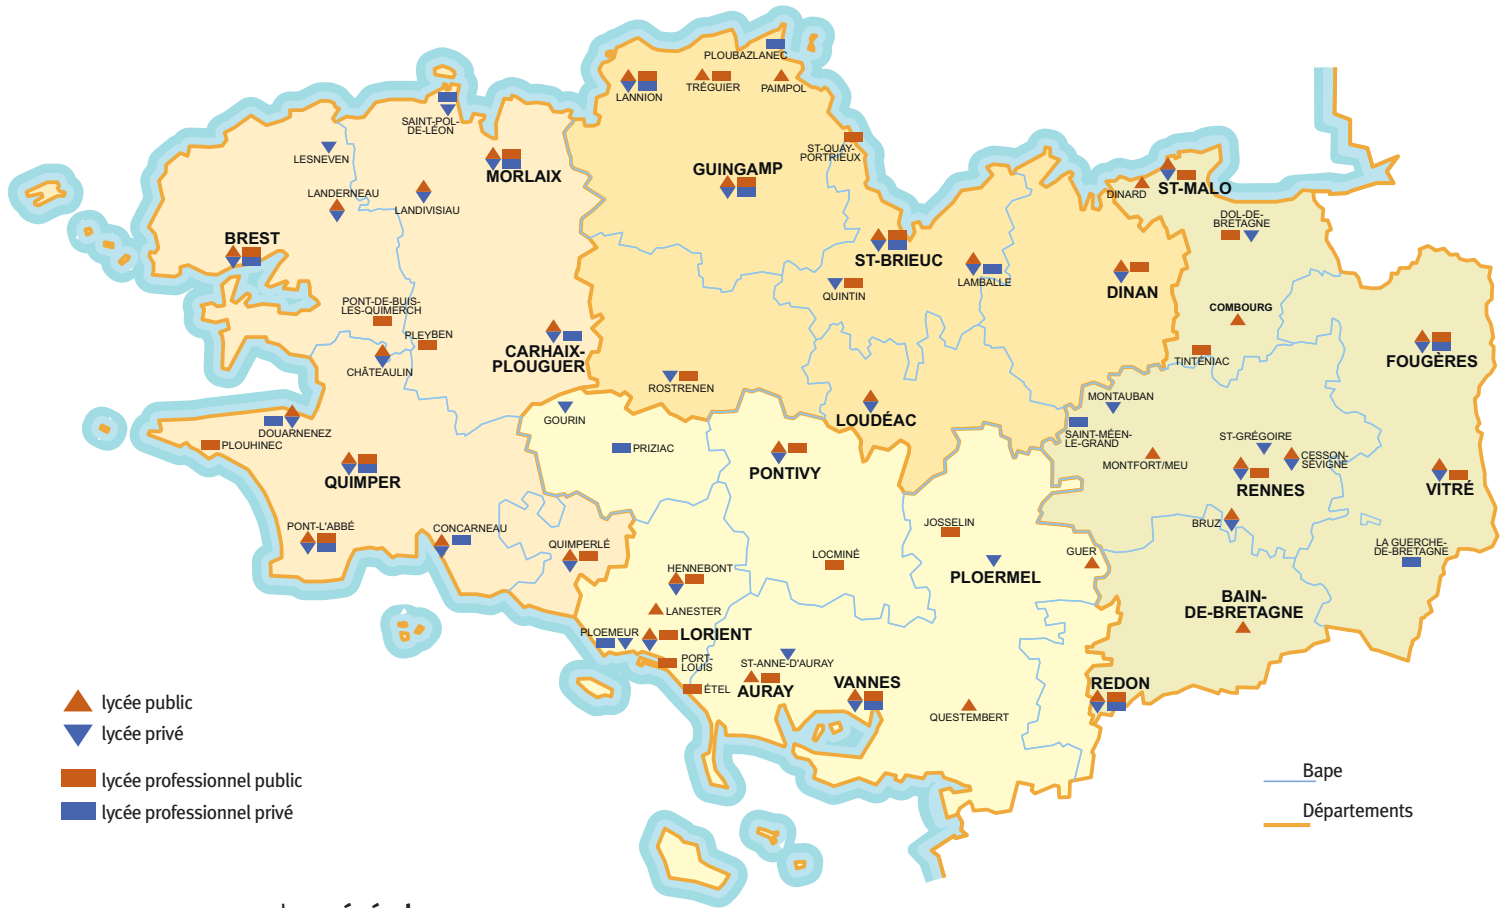 PLOUBAZLANEC
LANNION
TRÉGUIER
PAIMPOL
SAINT-POL-
DE-LÉON
LESNEVEN
MORLAIX
ST-QUAY-
PORTRIEUX
GUINGAMP
LANDERNEAU
LANDIVISIAU
DINARD
ST-MALO
DOL-DE-
BRETAGNE
BREST
ST-BRIEUC
LAMBALLE
DINAN
QUINTIN
PONT-DE-BUIS-
LES-QUIMERCH
COMBOURG
PLEYBEN
CARHAIX-
PLOUGUER
CHÂTEAULIN
TINTÉNIAC
FOUGÈRES
ROSTRENEN
MONTAUBAN
GOURIN
LOUDÉAC
DOUARNENEZ
PLOUHINEC
SAINT-MÉEN-
LE-GRAND
ST-GRÉGOIRE
PRIZIAC
CESSON-
SÉVIGNÉ
MONTFORT/MEU
PONTIVY
QUIMPER
RENNES
VITRÉ
PONT-L'ABBÉ
CONCARNEAU
JOSSELIN
BRUZ
QUIMPERLÉ
LOCMINÉ
GUER
LA GUERCHE-
DE-BRETAGNE
HENNEBONT
PLOERMEL
LANESTER
BAIN-
DE-BRETAGNE
PLOEMEUR
LORIENT
PORT-
LOUIS
ST-ANNE-D'AURAY
ÉTEL
AURAY
VANNES
REDON
QUESTEMBERT
lycée public
lycée privé
lycée professionnel public
lycée professionnel privé
Bape
Départements